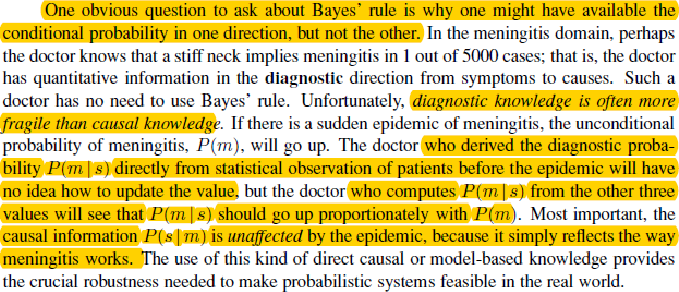 One obvious question to ask about Bayes' rule is why one might have available the
conditional probability in one direction, but not the other. In the meningitis domain, perhaps
the doctor knows that a stiff neck implies meningitis in 1 out of 5000 cases; that is, the doctor
has quantitative information in the diagnostic direction from symptoms to causes. Such a
doctor has no need to use Bayes' rule. Unfortunately, diagnostic knowledge is often more
fragile than causal knowledge. If there is a sudden epidemic of meningitis, the unconditional
probability of meningitis, P(m), will go up. The doctor who derived the diagnostic proba-
bility P(m | s) directly from statistical observation of patients before the epidemic will have
no idea how to update the value, but the doctor who computes P(m | s) from the other three
values will see that P(m | s) should go up proportionately with P(m). Most important, the
causal information P(s | m) is unaffected by the epidemic, because it simply reflects the way
meningitis works. The use of this kind of direct causal or model-based knowledge provides
the crucial robustness needed to make probabilistic systems feasible in the real world.